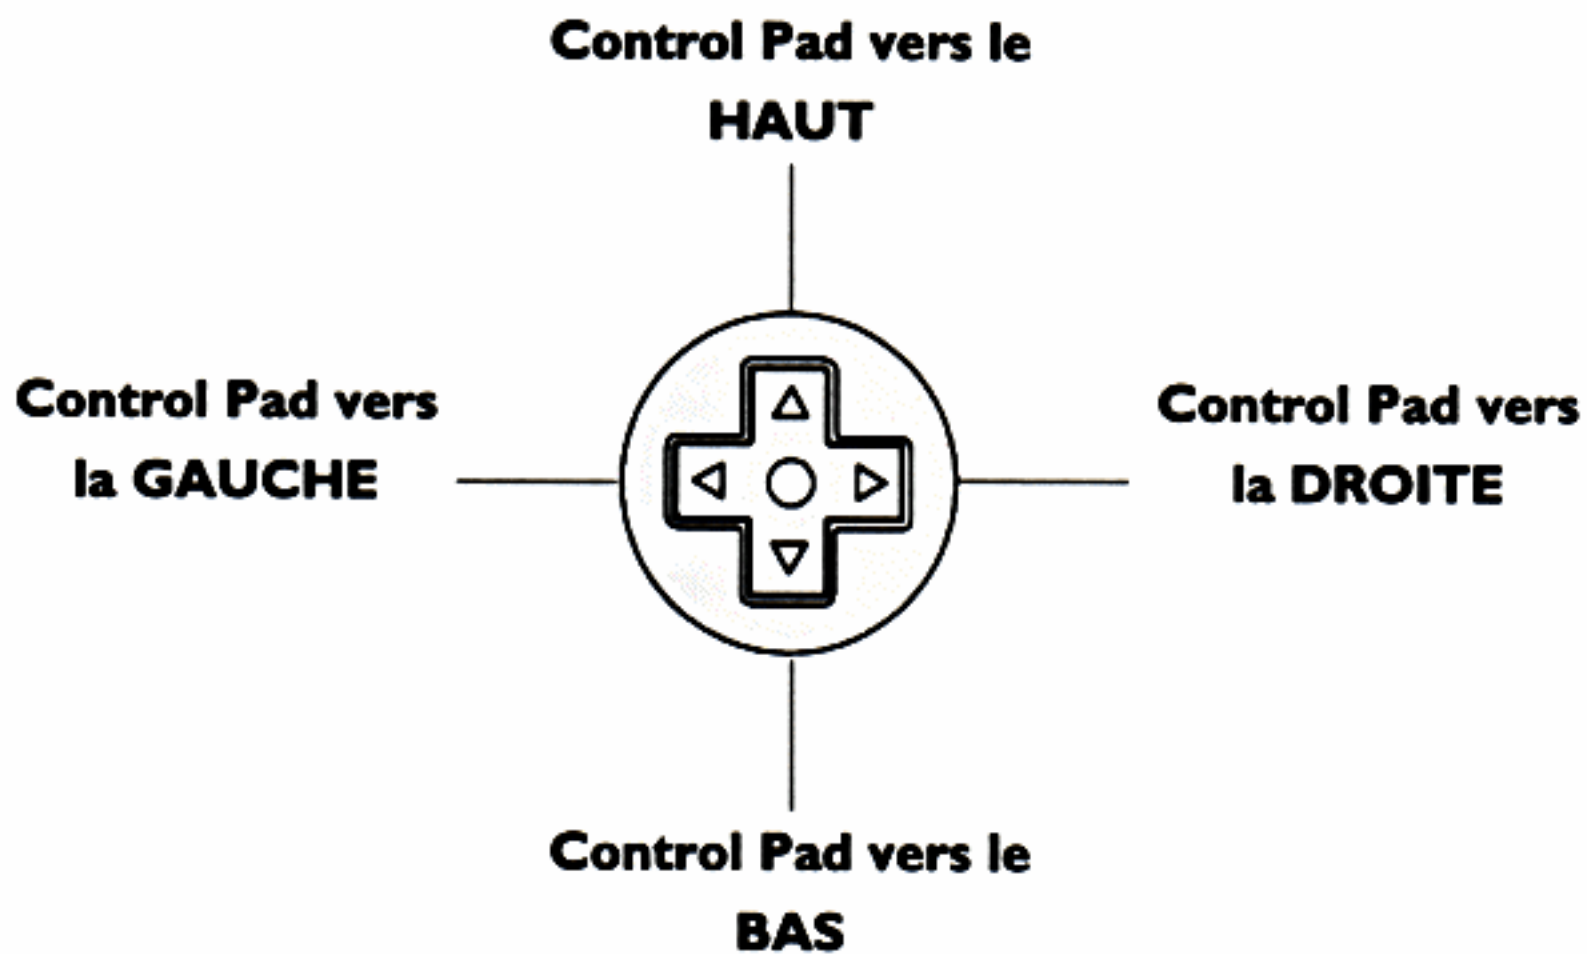 Control Pad vers le
HAUT
Control Pad vers
la GAUCHE
Control Pad vers
la DROITE
Control Pad vers le
BAS